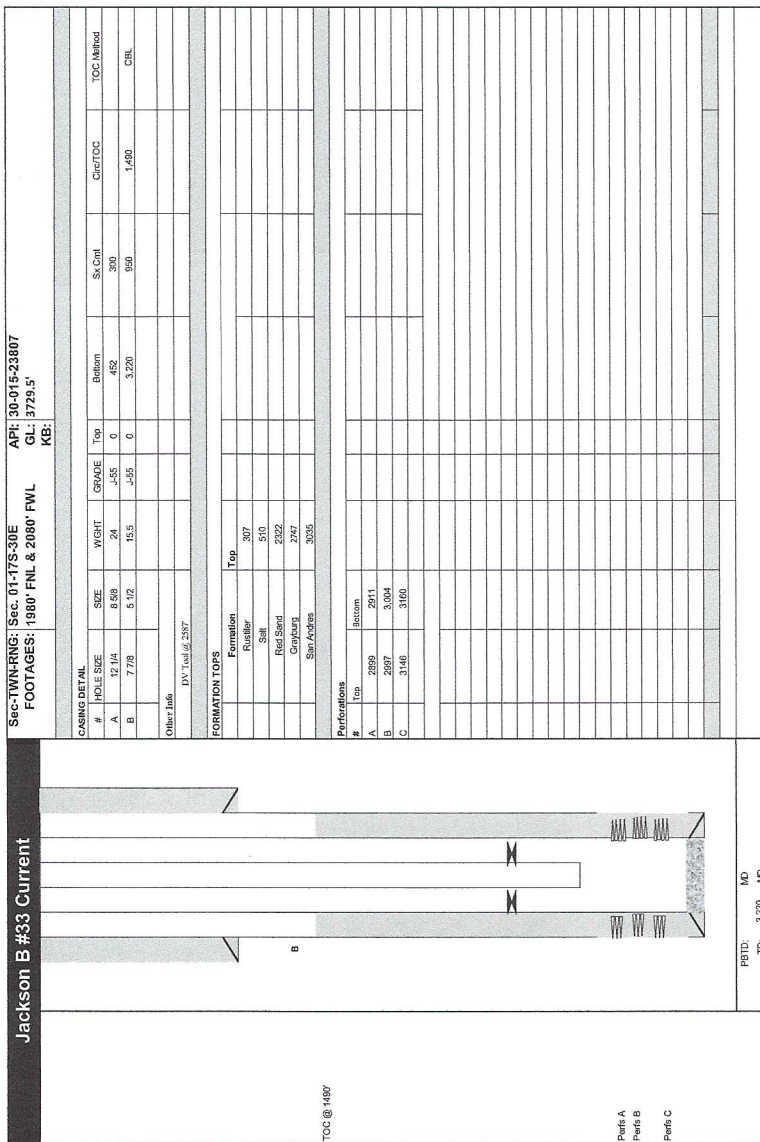 Jackson B #33 Current
Sec-TWN-RNG: Sec. 01-17S-30E API: 30-015-23807
FOOTAGES: 1980' FNL & 2080' FWL GL: 3729.5'
KB:
CASING DETAIL
# HOLE SIZE SIZE WGHT GRADE Top Bottom Sx Cmt Circ/TOC TOC Method
A 12 1/4 8 5/8 24 J-55 0 452 300
B 7 7/8 5 1/2 15.5 J-55 0 3,220 950 1,490 CBL
Other Info
DV Tool @ 2587
FORMATION TOPS
Formation Top
Rustller 307
Salt 510
Red Sand 2322
Grayburg 2747
San Andres 3035
Perforations
# Top Bottom
A 2899 2911
B 2997 3,004
C 3146 3160
B
TOC @ 1490'
Perfs A
Perfs B
Perfs C
PBTD: MD
TD: 3,220 MD